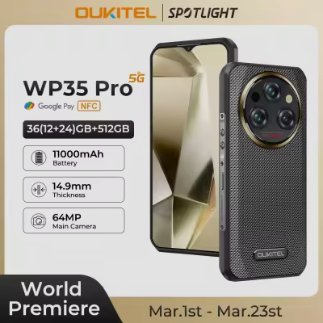 OUKITEL | SPOTLIGHT
WP35 Pro 5G
Google Pay NFC
36(12+24)GB+512GB
11000mAh
Battery
14.9mm
Thickness
64MP
Main Camera
OUKITEL
World
Premiere
Mar.1st - Mar.23st